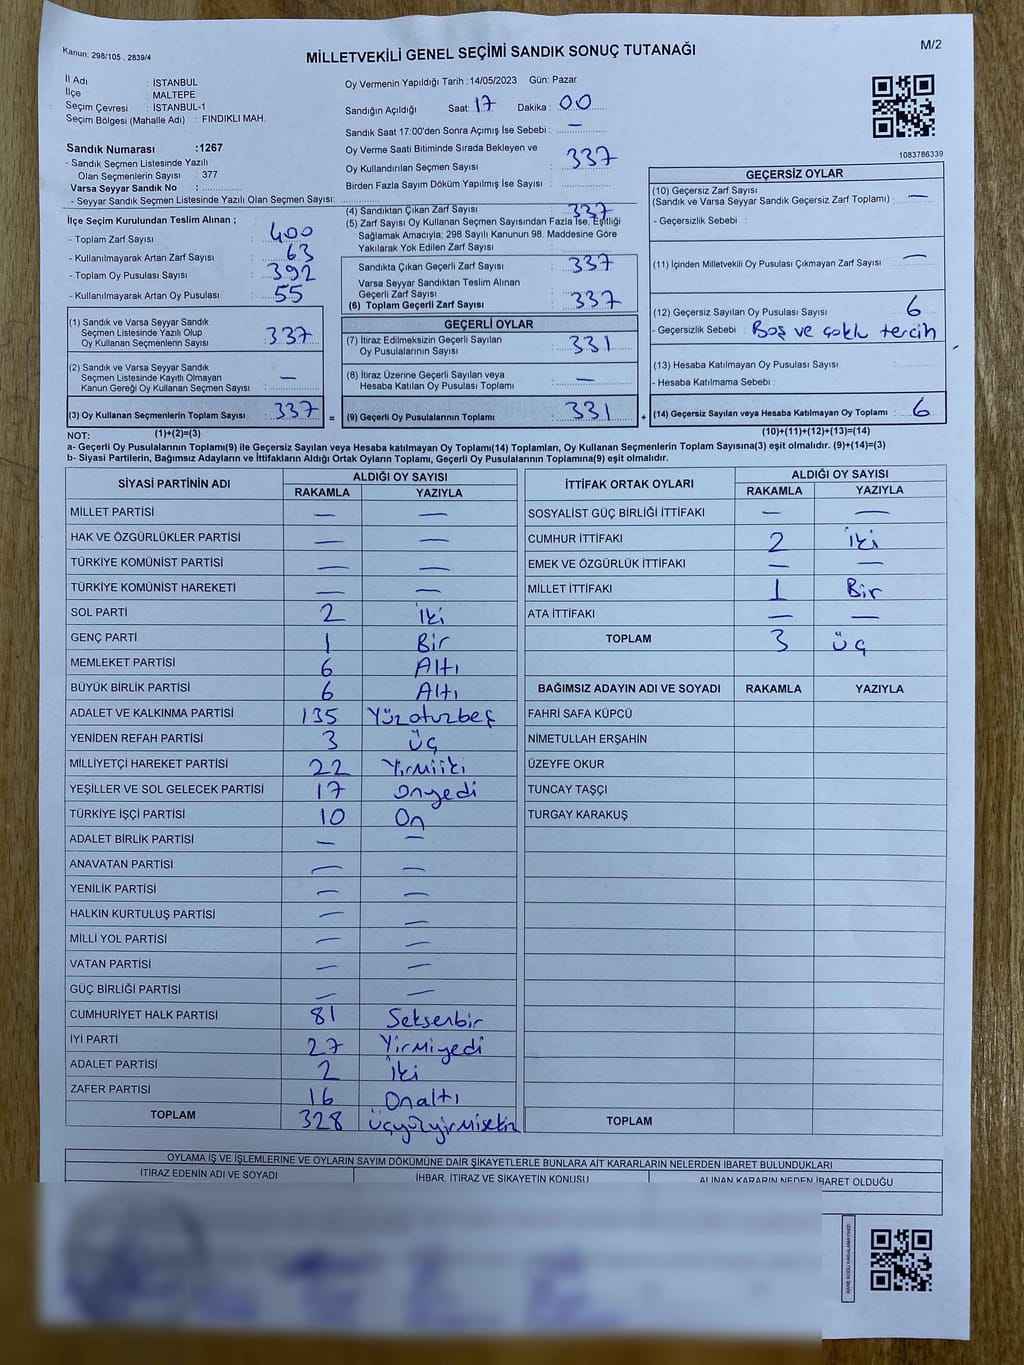 Kanun: 298/105 , 2839/4
MİLLETVEKİLİ GENEL SEÇİMİ SANDIK SONUÇ TUTANAĞI
M/2
İl Adı : İSTANBUL
İlçe : MALTEPE
Seçim Çevresi : İSTANBUL-1
Seçim Bölgesi (Mahalle Adı) : FINDIKLI MAH.
Sandık Numarası :1267
- Sandık Seçmen Listesinde Yazılı
Olan Seçmenlerin Sayısı : 377
Varsa Seyyar Sandık No : ..............
- Seyyar Sandık Seçmen Listesinde Yazılı Olan Seçmen Sayısı: ..............
Oy Vermenin Yapıldığı Tarih : 14/05/2023 Gün: Pazar
Sandığın Açıldığı Saat: 17 Dakika : 00
Sandık Saat 17:00'den Sonra Açımış İse Sebebi : —
Oy Verme Saati Bitiminde Sırada Bekleyen ve
Oy Kullandırılan Seçmen Sayısı : 337
Birden Fazla Sayım Döküm Yapılmış İse Sayısı : ..............
1083786339
İlçe Seçim Kurulundan Teslim Alınan ;
- Toplam Zarf Sayısı : 400
- Kullanılmayarak Artan Zarf Sayısı : 63
- Toplam Oy Pusulası Sayısı : 392
- Kullanılmayarak Artan Oy Pusulası : 55
(1) Sandık ve Varsa Seyyar Sandık
Seçmen Listesinde Yazılı Olup
Oy Kullanan Seçmenlerin Sayısı : 337
(2) Sandık ve Varsa Seyyar Sandık
Seçmen Listesinde Kayıtlı Olmayan
Kanun Gereği Oy Kullanan Seçmen Sayısı : —
(3) Oy Kullanan Seçmenlerin Toplam Sayısı : 337 =
(1)+(2)=(3)
(4) Sandıktan Çıkan Zarf Sayısı : 337
(5) Zarf Sayısı Oy Kullanan Seçmen Sayısından Fazla İse, Eşitliği
Sağlamak Amacıyla; 298 Sayılı Kanunun 98. Maddesine Göre
Yakılarak Yok Edilen Zarf Sayısı : ..............
Sandıkta Çıkan Geçerli Zarf Sayısı : 337
Varsa Seyyar Sandıktan Teslim Alınan
Geçerli Zarf Sayısı :
(6) Toplam Geçerli Zarf Sayısı : 337
GEÇERLİ OYLAR
(7) İtiraz Edilmeksizin Geçerli Sayılan
Oy Pusulalarının Sayısı : 331
(8) İtiraz Üzerine Geçerli Sayılan veya
Hesaba Katılan Oy Pusulası Toplamı : —
(9) Geçerli Oy Pusulalarının Toplamı : 331 +
GEÇERSİZ OYLAR
(10) Geçersiz Zarf Sayısı
(Sandık ve Varsa Seyyar Sandık Geçersiz Zarf Toplamı) : —
- Geçersizlik Sebebi :
(11) İçinden Milletvekili Oy Pusulası Çıkmayan Zarf Sayısı : —
(12) Geçersiz Sayılan Oy Pusulası Sayısı : 6
- Geçersizlik Sebebi : Boş ve çoklu tercih
(13) Hesaba Katılmayan Oy Pusulası Sayısı :
- Hesaba Katılmama Sebebi :
(14) Geçersiz Sayılan veya Hesaba Katılmayan Oy Toplamı : 6
(10)+(11)+(12)+(13)=(14)
NOT:
a- Geçerli Oy Pusulalarının Toplamı(9) ile Geçersiz Sayılan veya Hesaba katılmayan Oy Toplamı(14) Toplamları, Oy Kullanan Seçmenlerin Toplam Sayısına(3) eşit olmalıdır. (9)+(14)=(3)
b- Siyasi Partilerin, Bağımsız Adayların ve İttifakların Aldığı Ortak Oyların Toplamı, Geçerli Oy Pusulalarının Toplamına(9) eşit olmalıdır.
SİYASİ PARTİNİN ADI ALDIĞI OY SAYISI
RAKAMLA YAZIYLA
MİLLET PARTİSİ — —
HAK VE ÖZGÜRLÜKLER PARTİSİ — —
TÜRKİYE KOMÜNİST PARTİSİ — —
TÜRKİYE KOMÜNİST HAREKETİ — —
SOL PARTİ 2 İki
GENÇ PARTİ 1 Bir
MEMLEKET PARTİSİ 6 Altı
BÜYÜK BİRLİK PARTİSİ 6 Altı
ADALET VE KALKINMA PARTİSİ 135 Yüzotuzbeş
YENİDEN REFAH PARTİSİ 3 üç
MİLLİYETÇİ HAREKET PARTİSİ 22 Yirmiiki
YEŞİLLER VE SOL GELECEK PARTİSİ 17 Onyedi
TÜRKİYE İŞÇİ PARTİSİ 10 On
ADALET BİRLİK PARTİSİ — —
ANAVATAN PARTİSİ — —
YENİLİK PARTİSİ — —
HALKIN KURTULUŞ PARTİSİ — —
MİLLİ YOL PARTİSİ — —
VATAN PARTİSİ — —
GÜÇ BİRLİĞİ PARTİSİ — —
CUMHURİYET HALK PARTİSİ 81 Seksenbir
İYİ PARTİ 27 Yirmiyedi
ADALET PARTİSİ 2 İki
ZAFER PARTİSİ 16 Onaltı
TOPLAM 328 üçyüzyirmisekiz
İTTİFAK ORTAK OYLARI ALDIĞI OY SAYISI
RAKAMLA YAZIYLA
SOSYALİST GÜÇ BİRLİĞİ İTTİFAKI — —
CUMHUR İTTİFAKI 2 İki
EMEK VE ÖZGÜRLÜK İTTİFAKI — —
MİLLET İTTİFAKI 1 Bir
ATA İTTİFAKI — —
TOPLAM 3 üç
BAĞIMSIZ ADAYIN ADI VE SOYADI RAKAMLA YAZIYLA
FAHRİ SAFA KÜPCÜ
NİMETULLAH ERŞAHİN
ÜZEYFE OKUR
TUNCAY TAŞÇI
TURGAY KARAKUŞ
TOPLAM
OYLAMA İŞ VE İŞLEMLERİNE VE OYLARIN SAYIM DÖKÜMÜNE DAİR ŞİKAYETLERLE BUNLARA AİT KARARLARIN NELERDEN İBARET BULUNDUKLARI
İTİRAZ EDENİN ADI VE SOYADI İHBAR, İTİRAZ VE ŞİKAYETİN KONUSU ALINAN KARARIN NEDEN İBARET OLDUĞU
KARE KODU KARALAMAYINIZ!